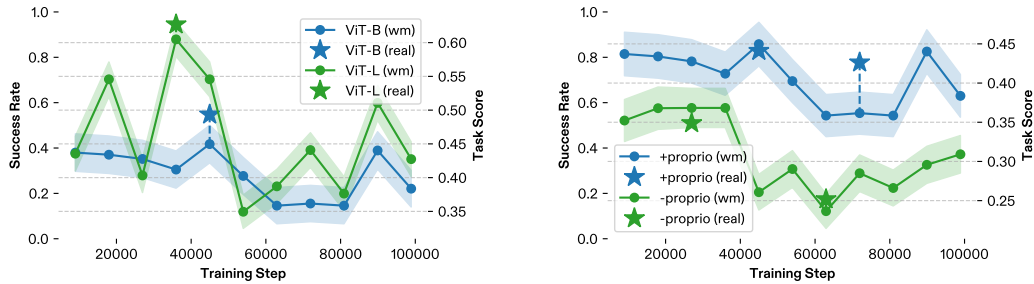 1.0
0.8
0.6
0.4
0.2
0.0
Success Rate
20000 40000 60000 80000 100000
Training Step
0.60
0.55
0.50
0.45
0.40
0.35
Task Score
ViT-B (wm)
ViT-B (real)
ViT-L (wm)
ViT-L (real)
1.0
0.8
0.6
0.4
0.2
0.0
Success Rate
20000 40000 60000 80000 100000
Training Step
0.45
0.40
0.35
0.30
0.25
Task Score
+proprio (wm)
+proprio (real)
-proprio (wm)
-proprio (real)